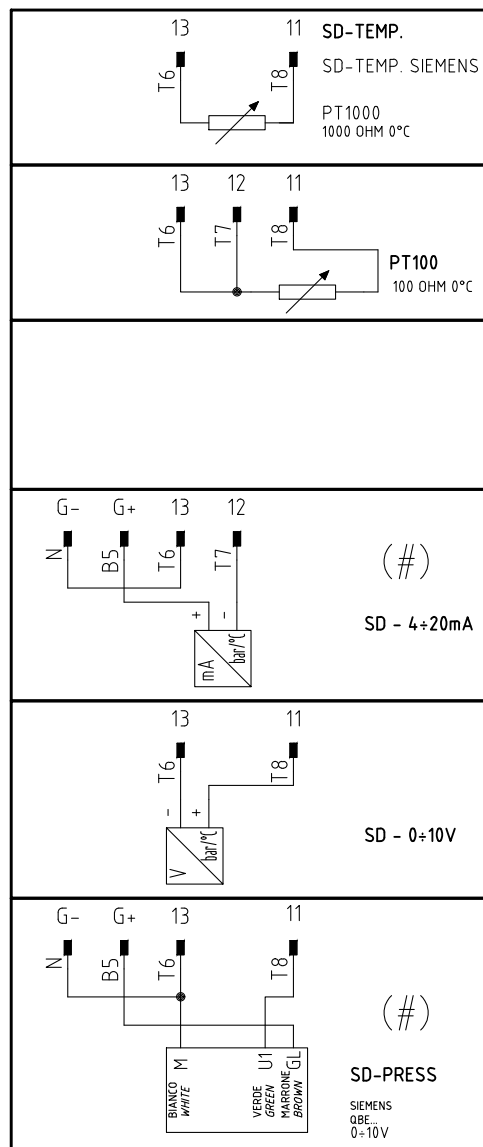 13 11 SD-TEMP.
T6 T8 SD-TEMP. SIEMENS
PT1000
1000 OHM 0°C
13 12 11
T6 T7 T8
PT100
100 OHM 0°C
G- G+ 13 12
N B5 T6 T7
(#)
+ -
SD - 4÷20mA
mA bar/°C
13 11
T6 T8
- +
SD - 0÷10V
V bar/°C
G- G+ 13 11
N B5 T6 T8
(#)
M U1 GL
BIANCO VERDE MARRONE
WHITE GREEN BROWN
SD-PRESS
SIEMENS
QBE...
0÷10V